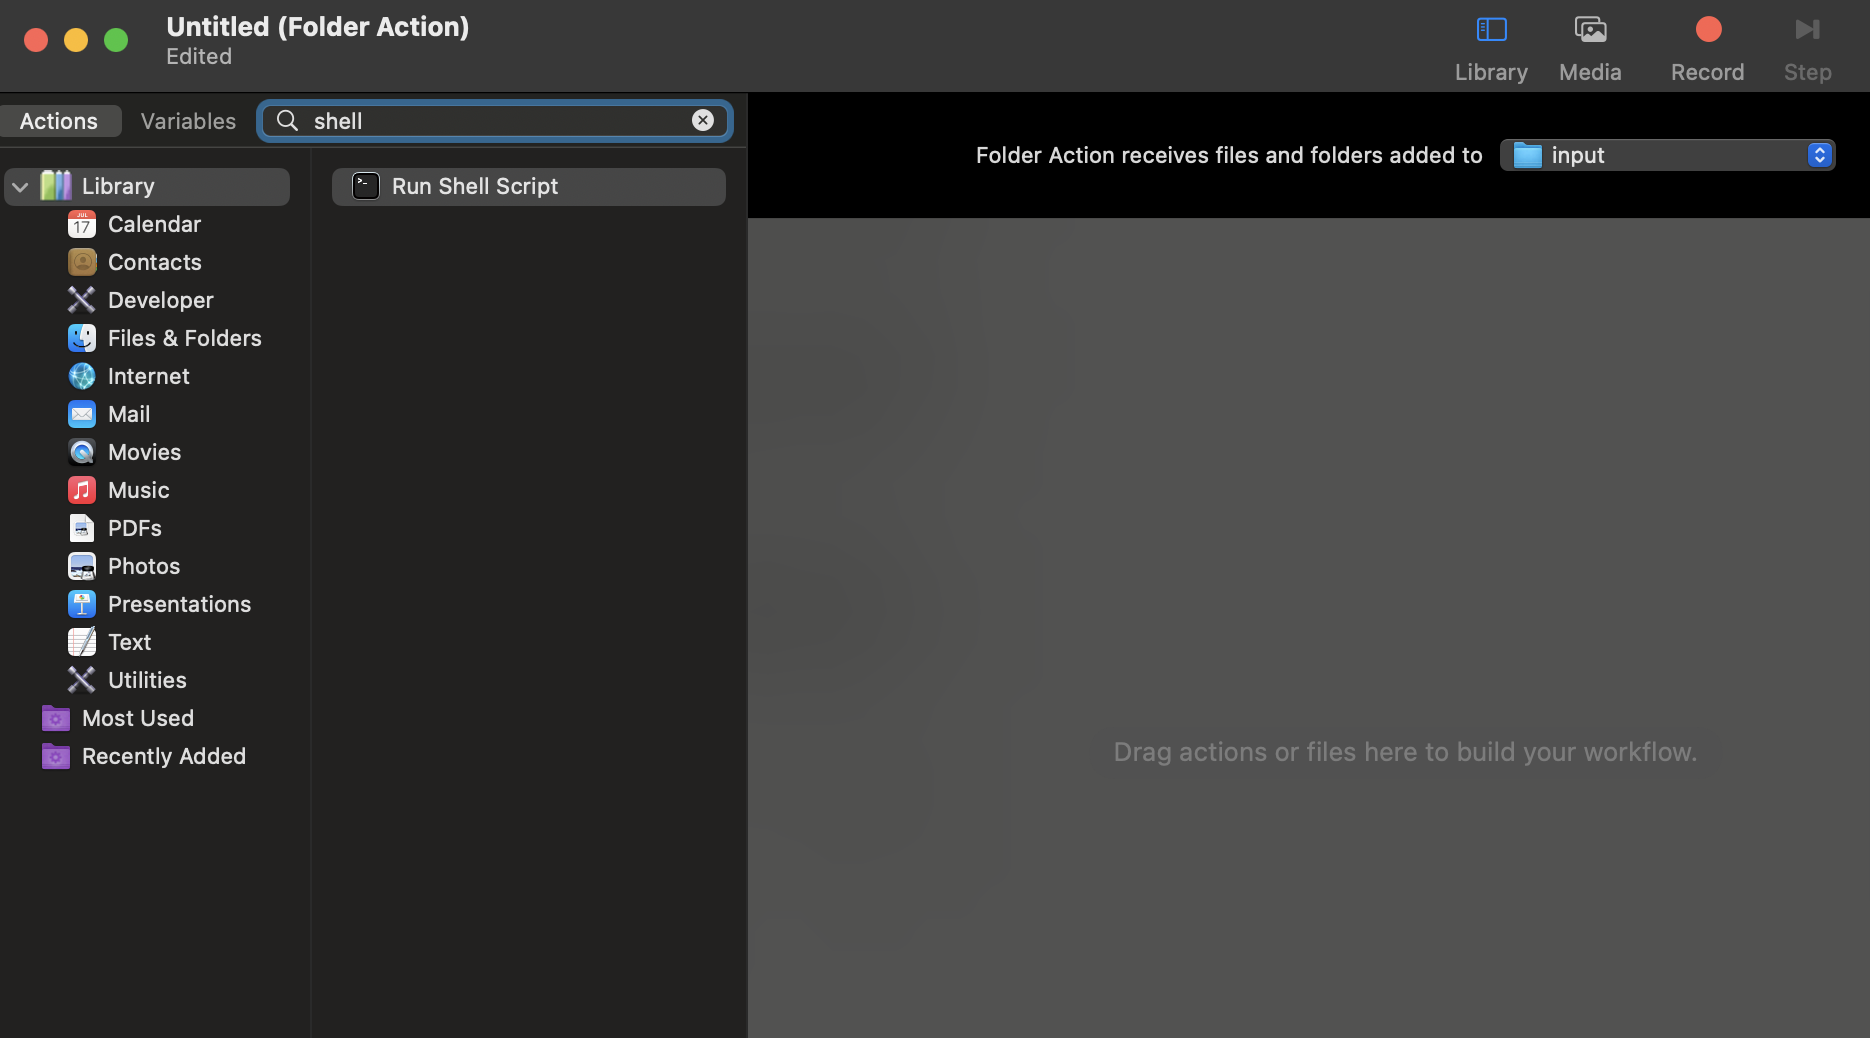 Untitled (Folder Action)
Edited
Library
Media
Record
Step
Actions
Variables
shell
Folder Action receives files and folders added to
input
Library
Calendar
Contacts
Developer
Files & Folders
Internet
Mail
Movies
Music
PDFs
Photos
Presentations
Text
Utilities
Most Used
Recently Added
JUL
17
>-
Run Shell Script
Drag actions or files here to build your workflow.